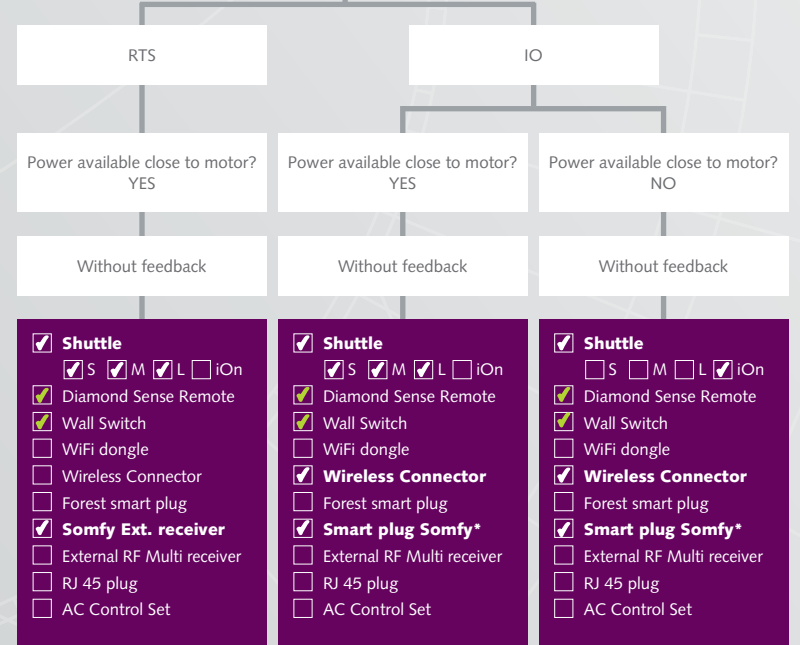 RTS
IO
Power available close to motor?
YES
Power available close to motor?
YES
Power available close to motor?
NO
Without feedback
Without feedback
Without feedback
Shuttle
S M L iOn
Diamond Sense Remote
Wall Switch
WiFi dongle
Wireless Connector
Forest smart plug
Somfy Ext. receiver
External RF Multi receiver
RJ 45 plug
AC Control Set
Shuttle
S M L iOn
Diamond Sense Remote
Wall Switch
WiFi dongle
Wireless Connector
Forest smart plug
Smart plug Somfy*
External RF Multi receiver
RJ 45 plug
AC Control Set
Shuttle
S M L iOn
Diamond Sense Remote
Wall Switch
WiFi dongle
Wireless Connector
Forest smart plug
Smart plug Somfy*
External RF Multi receiver
RJ 45 plug
AC Control Set